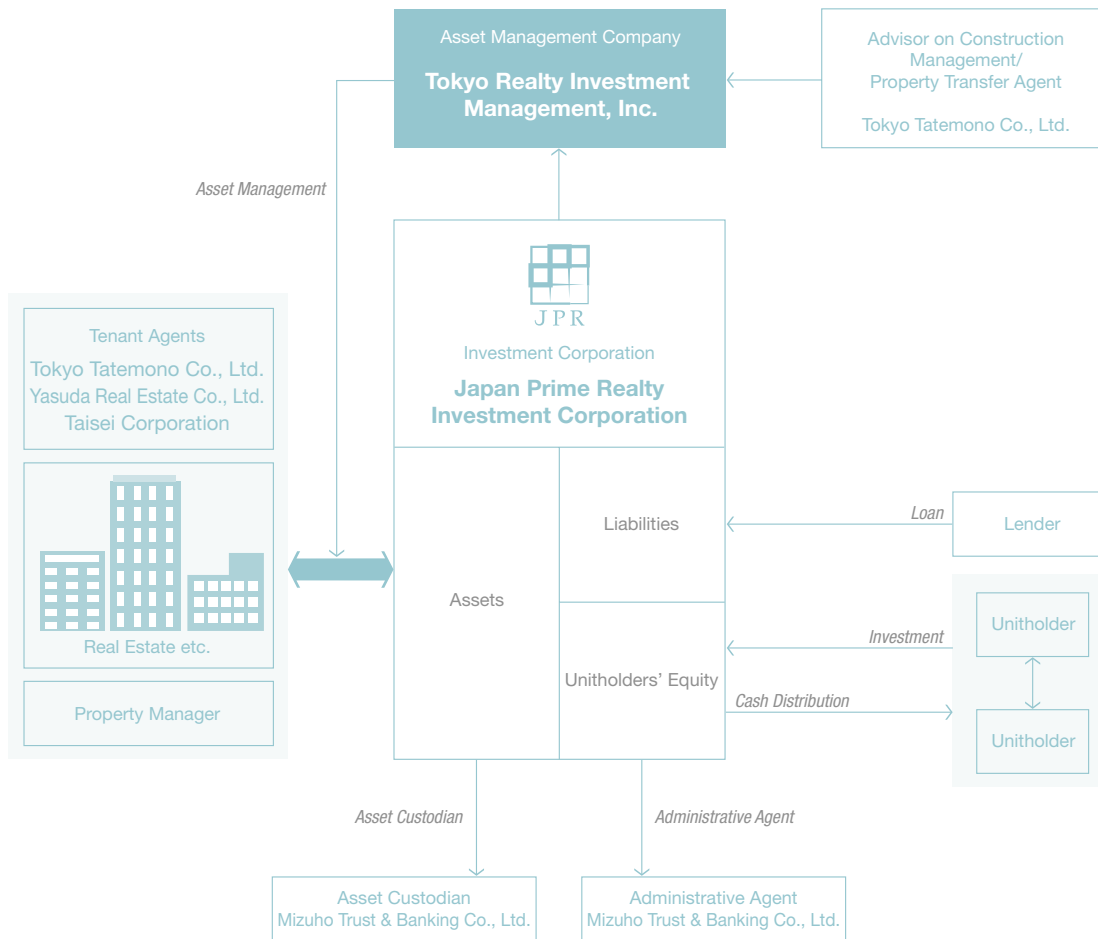 Asset Management Company
Tokyo Realty Investment
Management, Inc.
Advisor on Construction
Management/
Property Transfer Agent
Tokyo Tatemono Co., Ltd.
Asset Management
JPR
Investment Corporation
Japan Prime Realty
Investment Corporation
Tenant Agents
Tokyo Tatemono Co., Ltd.
Yasuda Real Estate Co., Ltd.
Taisei Corporation
Real Estate etc.
Property Manager
Assets
Liabilities
Unitholders’ Equity
Loan
Lender
Investment
Cash Distribution
Unitholder
Unitholder
Asset Custodian
Administrative Agent
Asset Custodian
Mizuho Trust & Banking Co., Ltd.
Administrative Agent
Mizuho Trust & Banking Co., Ltd.